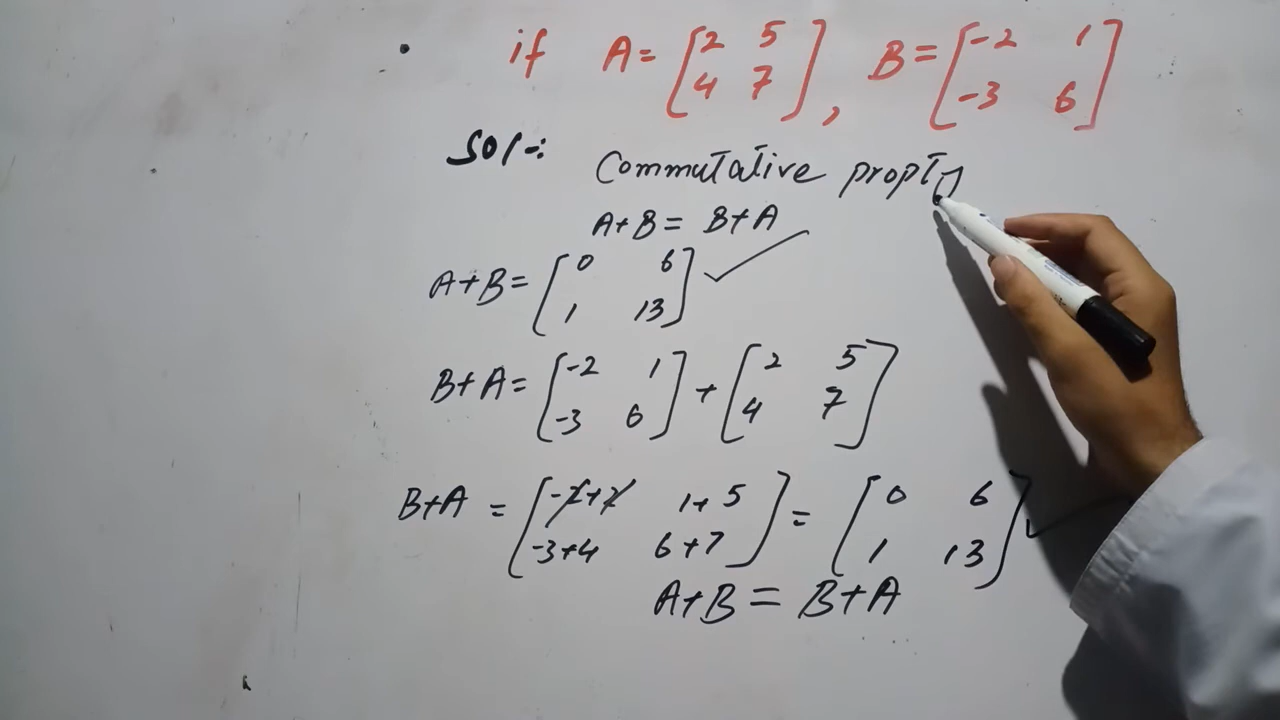 if A = [2 5
4 7], B = [-2 1
-3 6]
Sol-:
Commutative propty
A+B = B+A
A+B = [0 6
1 13]
B+A = [-2 1
-3 6] + [2 5
4 7]
B+A = [-2+2 1+5
-3+4 6+7] = [0 6
1 13]
A+B = B+A